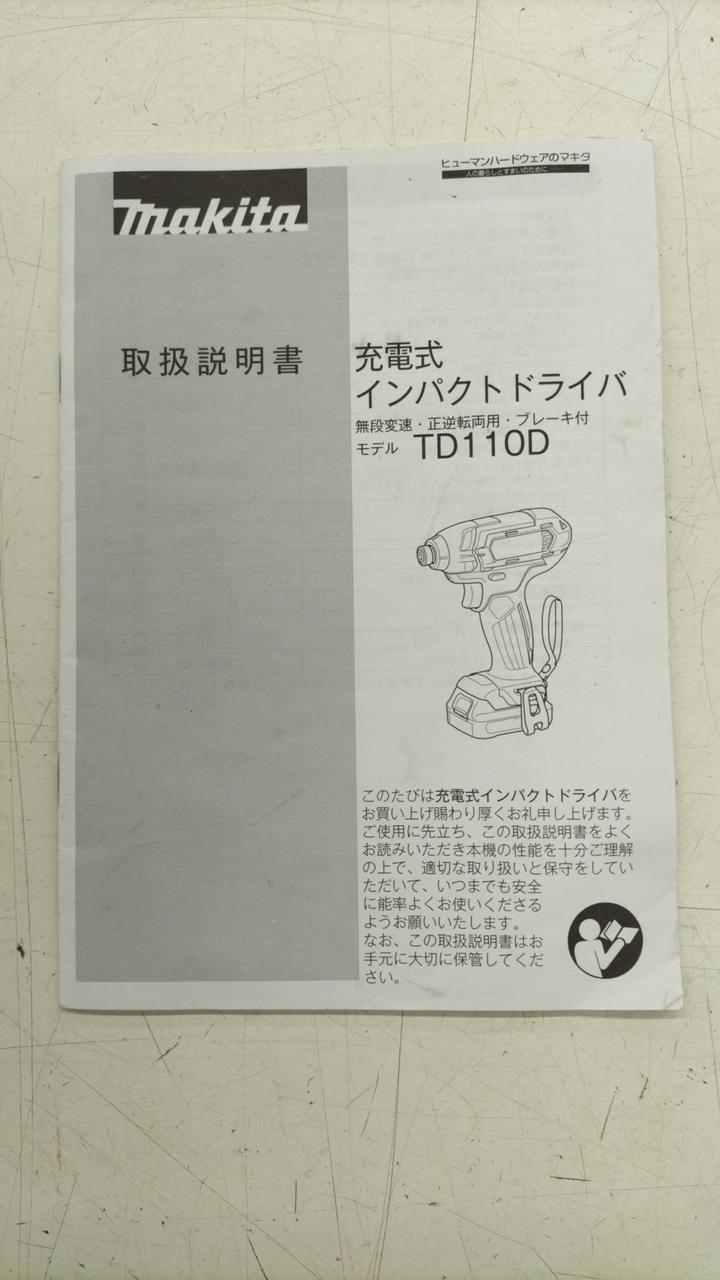 ヒューマンハードウェアのマキタ
人の暮らしとすまいのために……
makita
取扱説明書
充電式
インパクトドライバ
無段変速・正逆転両用・ブレーキ付
モデル TD110D
このたびは充電式インパクトドライバを
お買い上げ賜わり厚くお礼申し上げます。
ご使用に先立ち、この取扱説明書をよく
お読みいただき本機の性能を十分ご理解
の上で、適切な取り扱いと保守をしてい
ただいて、いつまでも安全
に能率よくお使いくださる
ようお願いいたします。
なお、この取扱説明書はお
手元に大切に保管してくだ
さい。